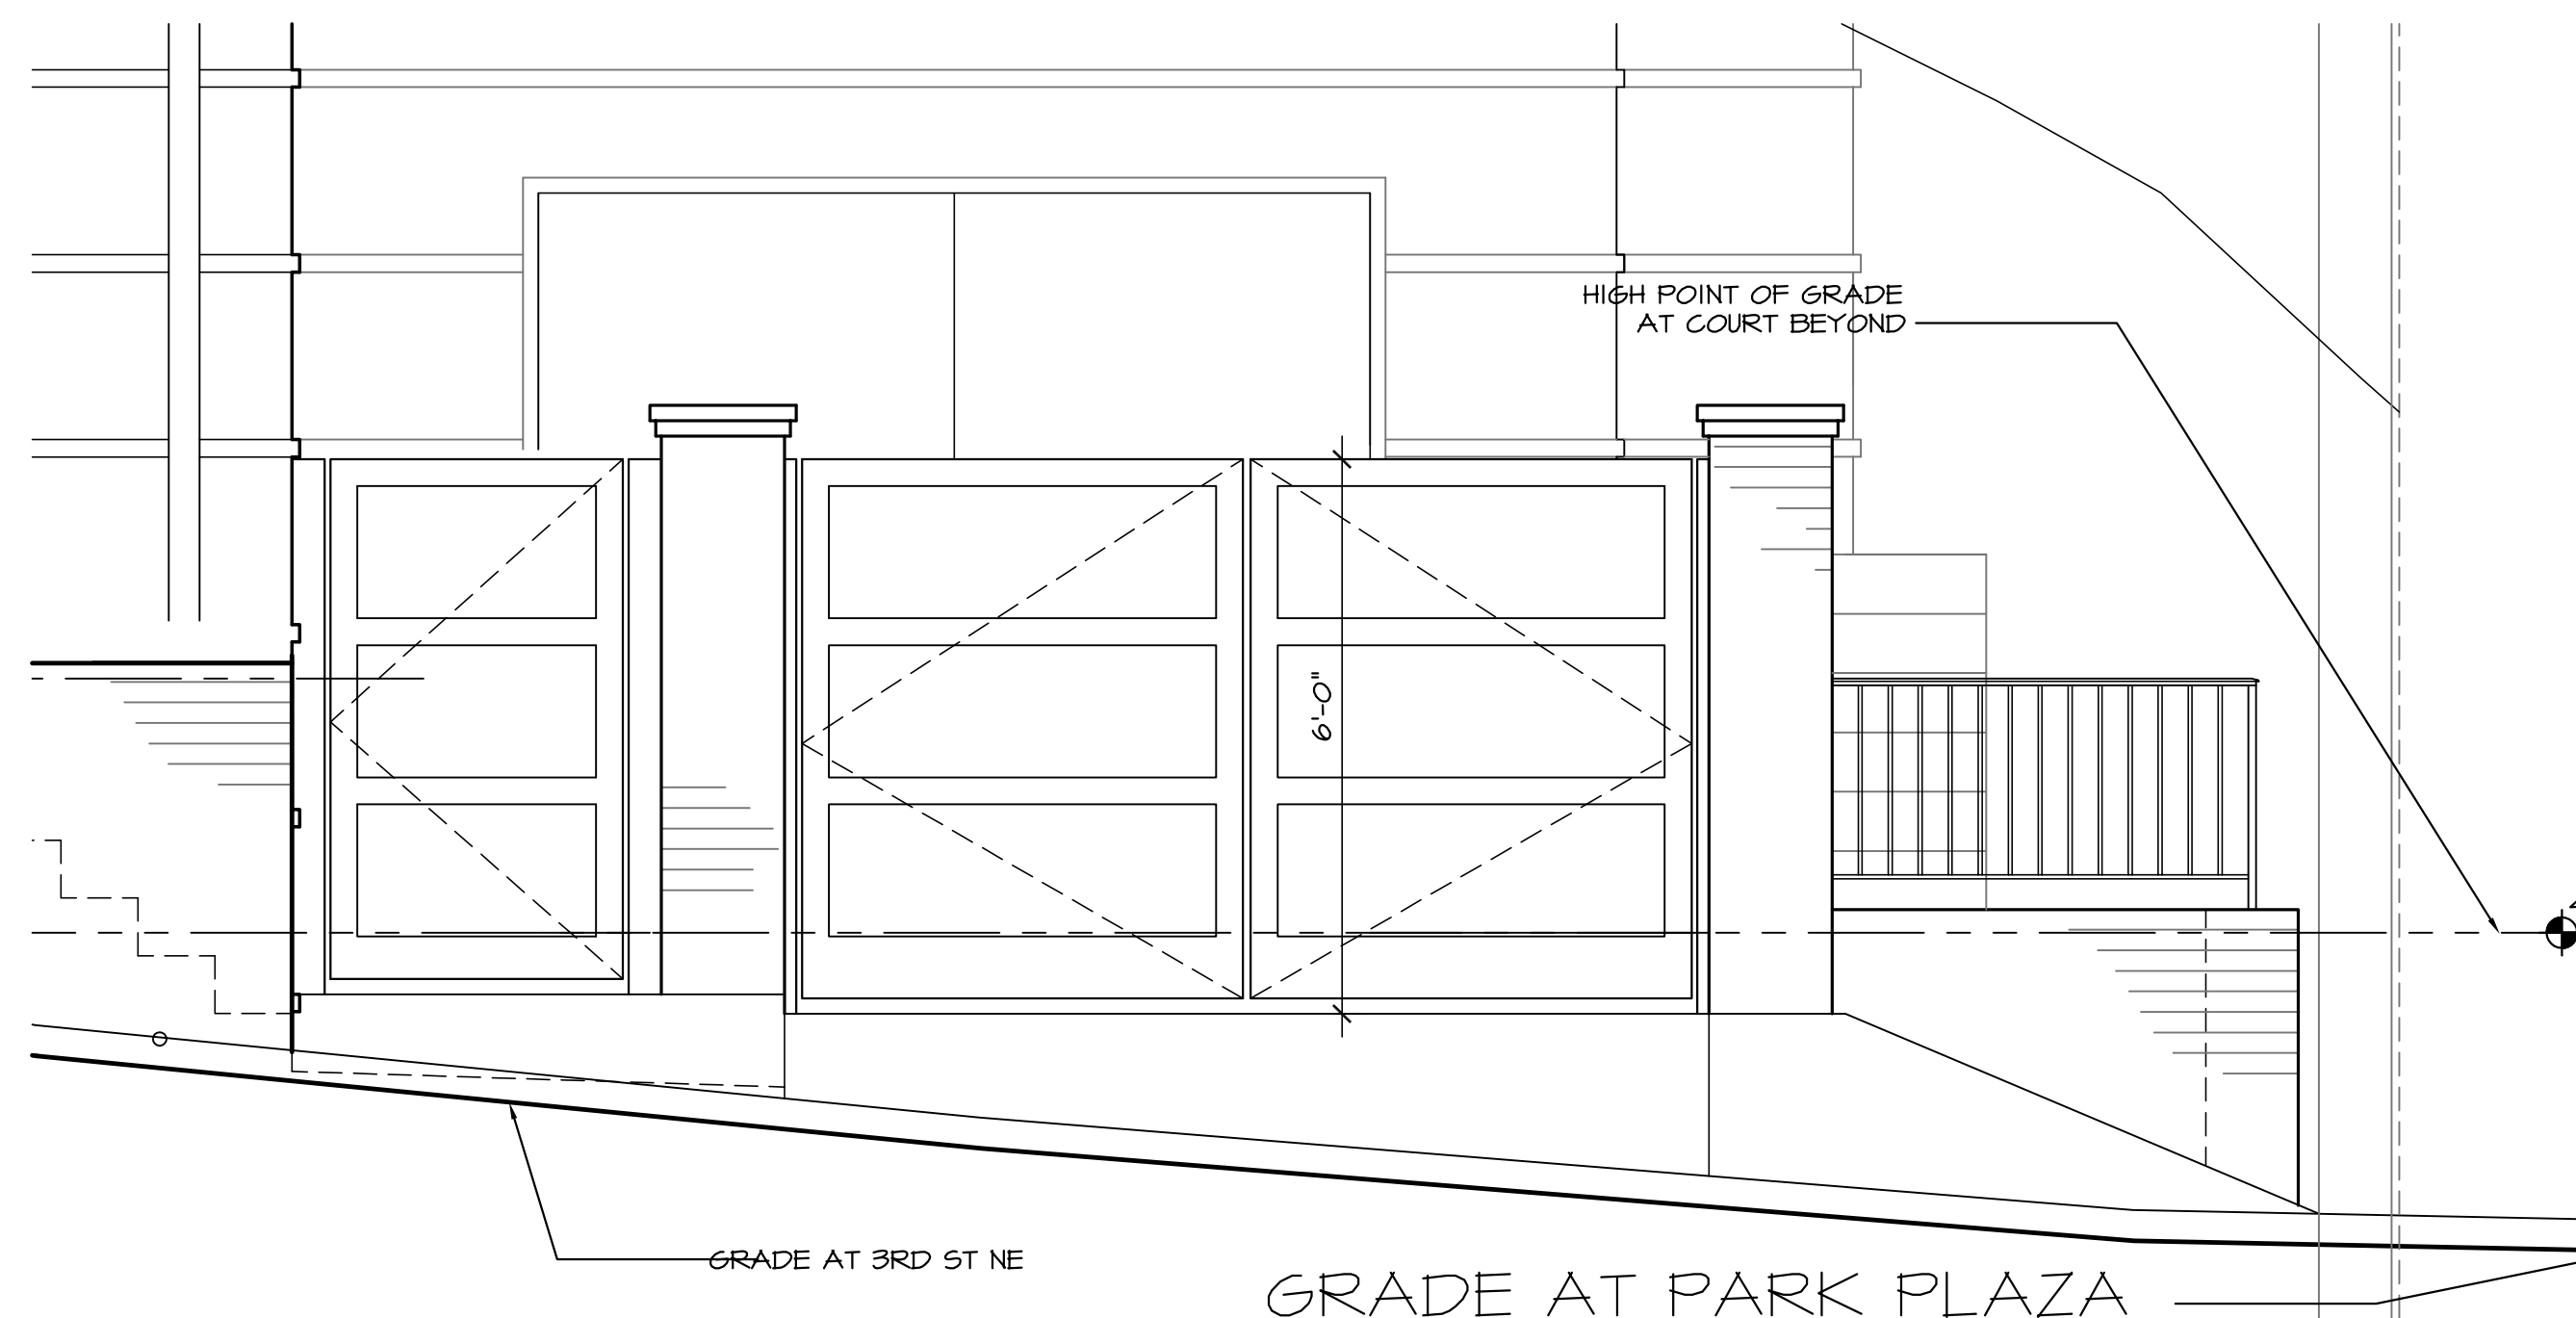 HIGH POINT OF GRADE
AT COURT BEYOND
6'-0"
GRADE AT 3RD ST NE
GRADE AT PARK PLAZA